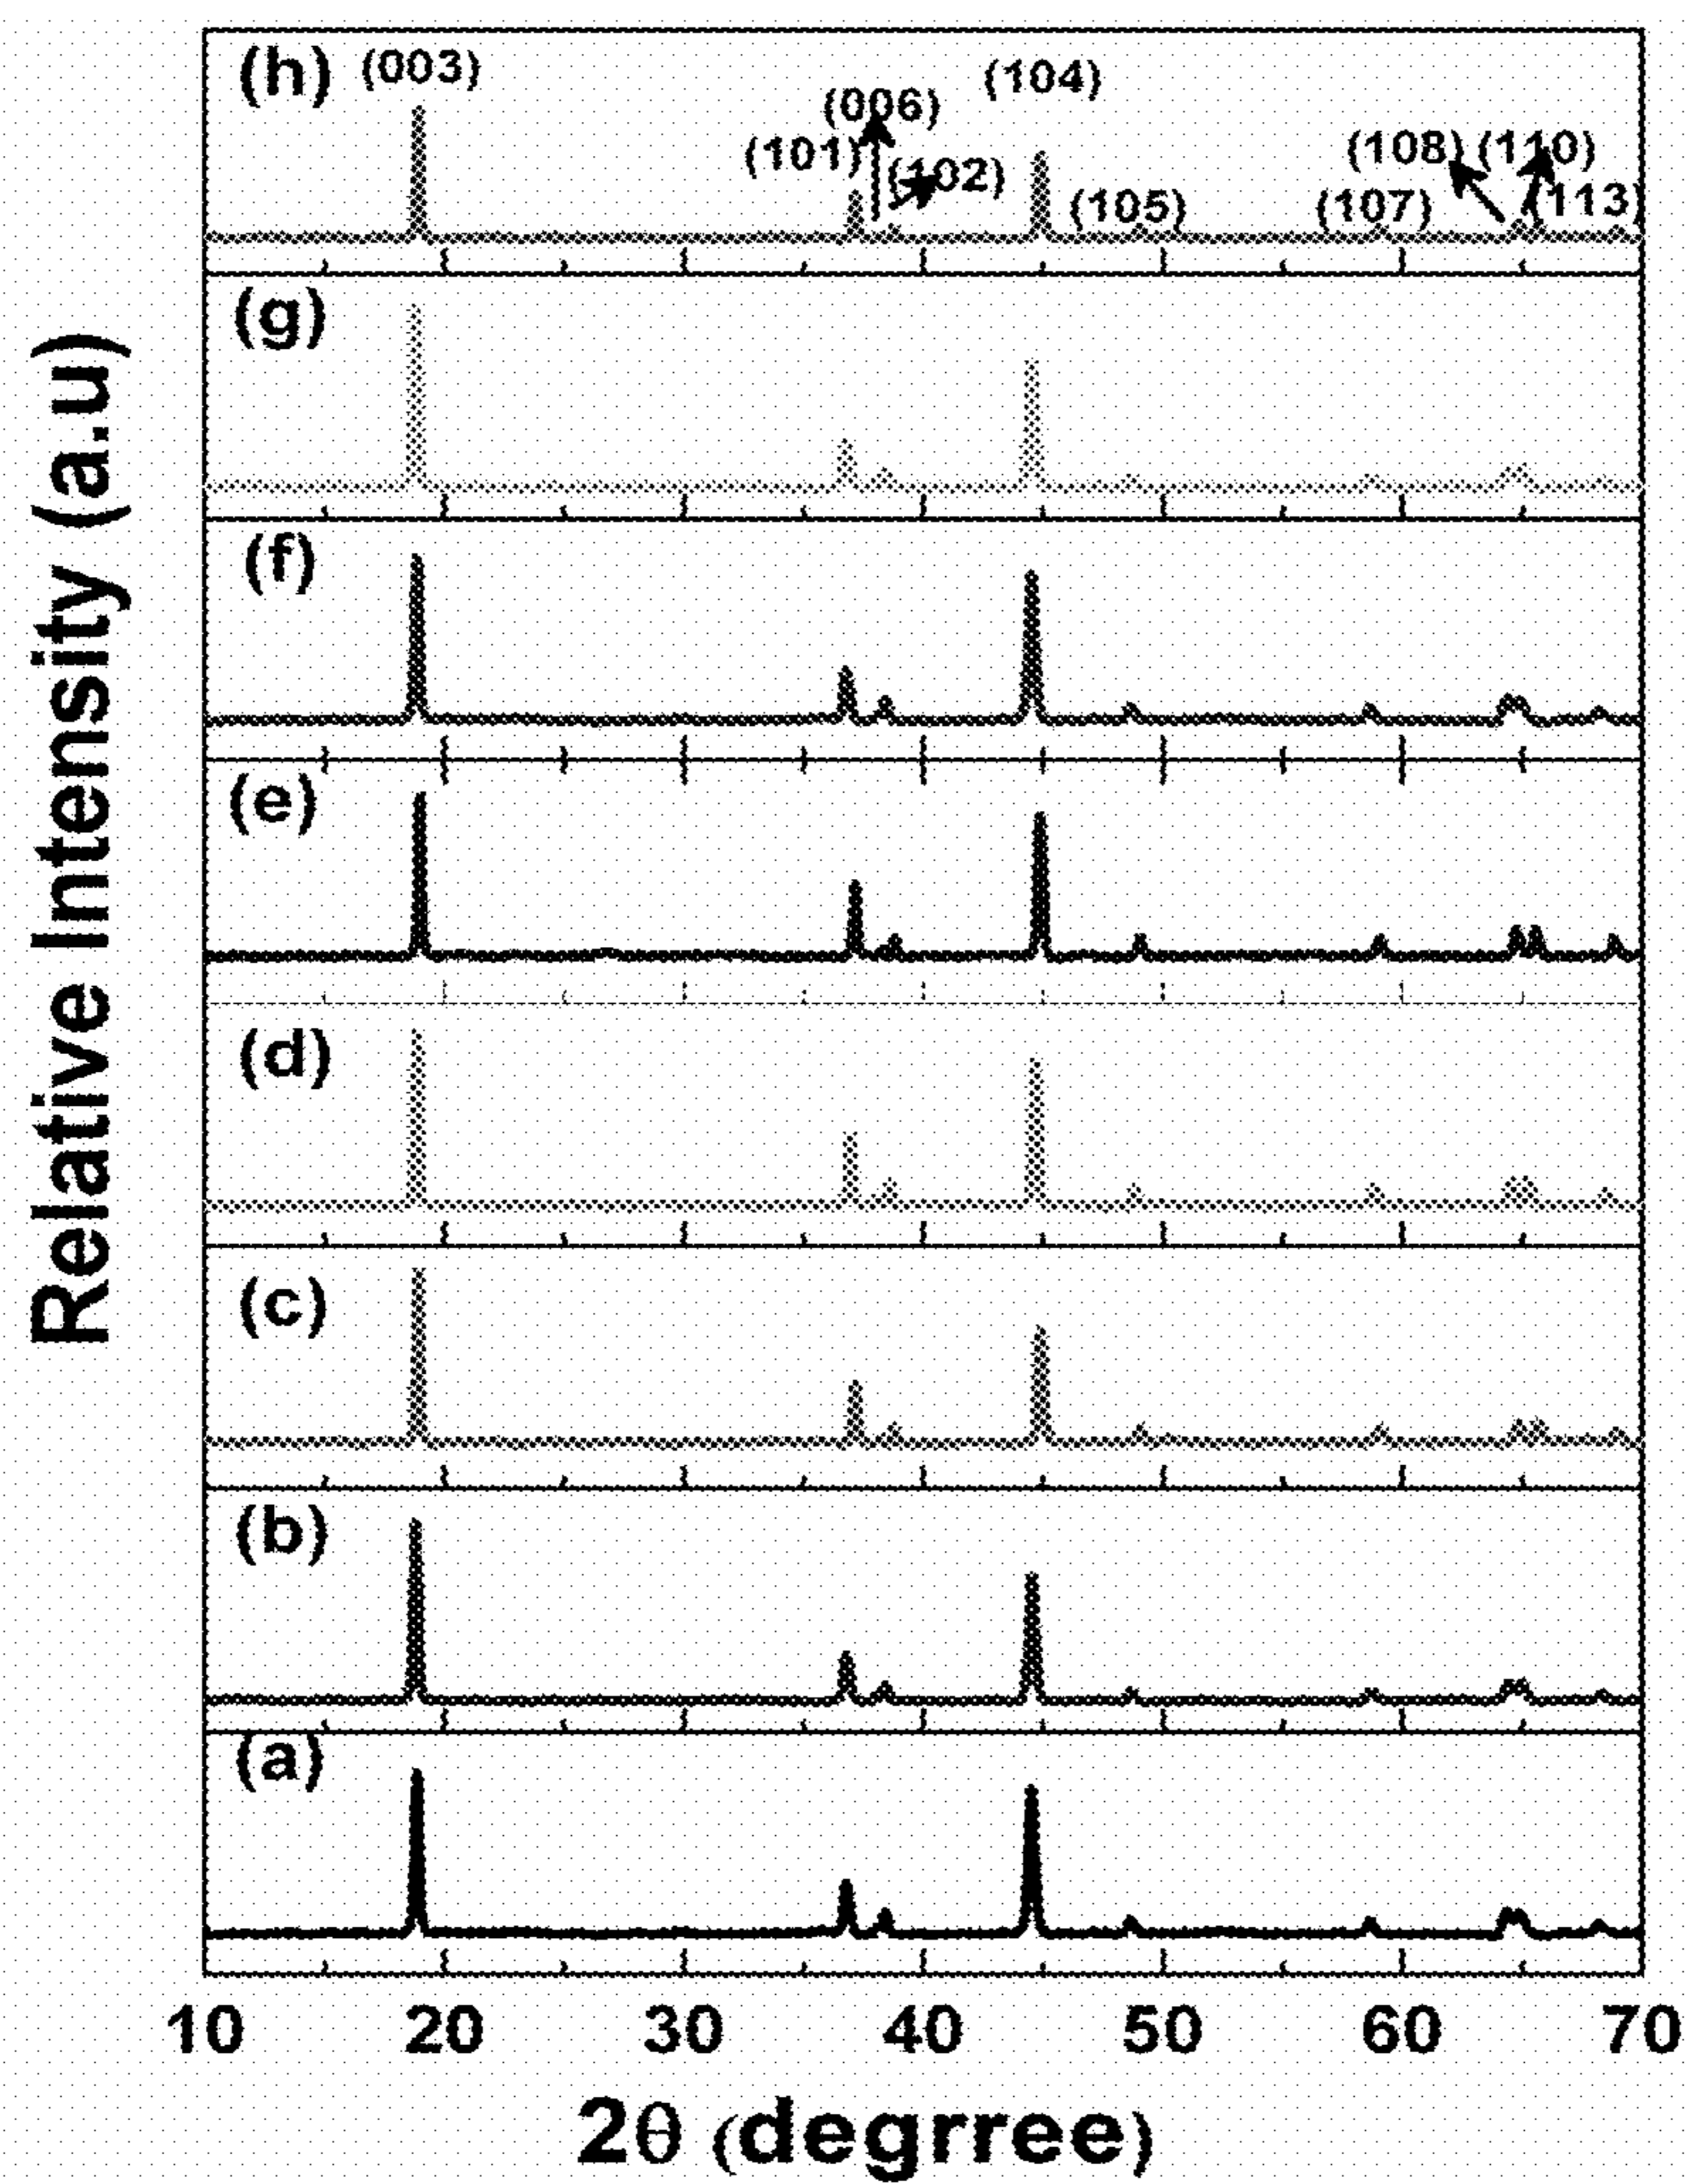 Relative Intensity (a.u)
(h) (003)
(006)
(104)
(101)
(102)
(105)
(107)
(108) (110)
(113)
(g)
(f)
(e)
(d)
(c)
(b)
(a)
10 20 30 40 50 60 70
2θ (degrree)